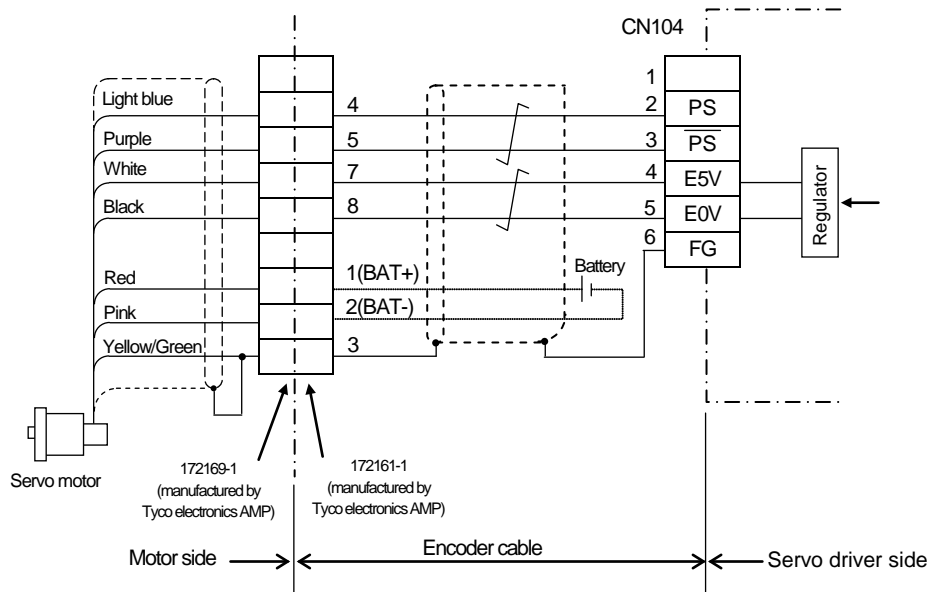 CN104
1
Light blue 4 2 PS
Purple 5 3 PS
White 7 4 E5V
Black 8 5 E0V
Regulator
6 FG
Red 1(BAT+) Battery
Pink 2(BAT-)
Yellow/Green 3
Servo motor
172169-1
(manufactured by
Tyco electronics AMP)
172161-1
(manufactured by
Tyco electronics AMP)
Motor side Encoder cable Servo driver side